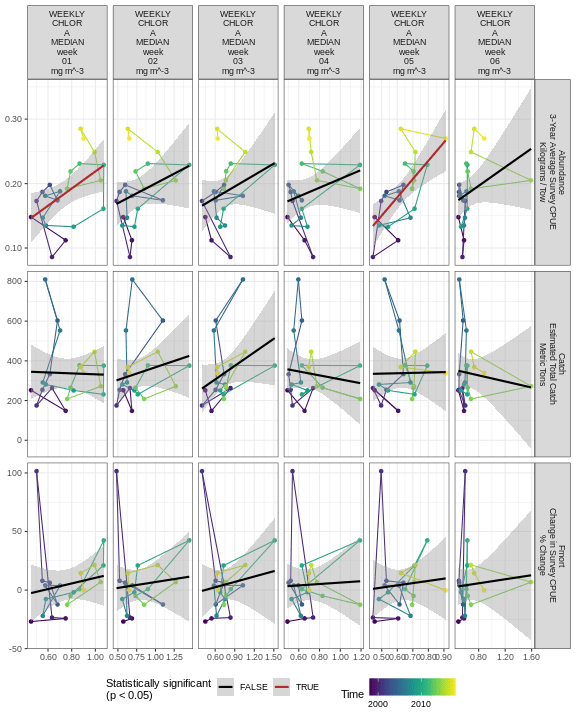 WEEKLY
CHLOR
A
MEDIAN
week
01
mg m^-3
WEEKLY
CHLOR
A
MEDIAN
week
02
mg m^-3
WEEKLY
CHLOR
A
MEDIAN
week
03
mg m^-3
WEEKLY
CHLOR
A
MEDIAN
week
04
mg m^-3
WEEKLY
CHLOR
A
MEDIAN
week
05
mg m^-3
WEEKLY
CHLOR
A
MEDIAN
week
06
mg m^-3
0.30
0.20
0.10
Abundance
3-Year Average Survey CPUE
Kilograms / Tow
800
600
400
200
0
Catch
Estimated Total Catch
Metric Tons
100
50
0
-50
Fmort
Change in Survey CPUE
% Change
0.60 0.80 1.00
0.50 0.75 1.00 1.25
0.60 0.90 1.20 1.50
0.60 0.80 1.00 1.20
0.50 0.60 0.70 0.80 0.90
0.80 1.20 1.60
Statistically significant
(p < 0.05)
FALSE
TRUE
Time
2000 2010